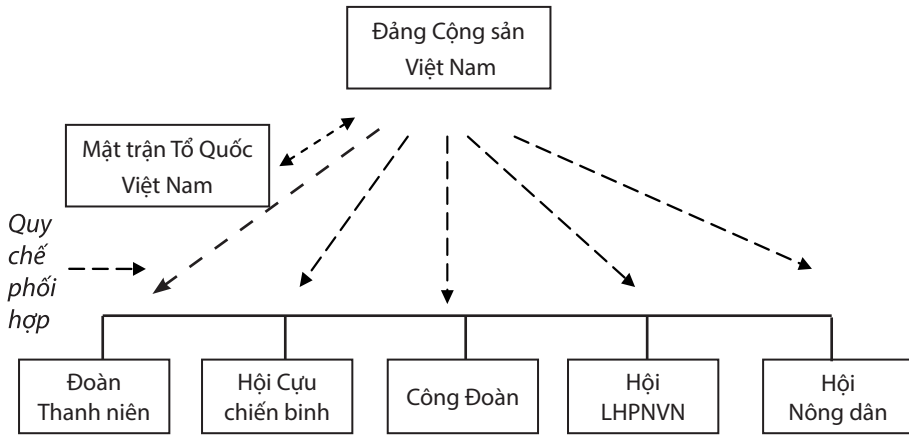 Đảng Cộng sản
Việt Nam
Mật trận Tổ Quốc
Việt Nam
Quy
chế
phối
hợp
Đoàn
Thanh niên
Hội Cựu
chiến binh
Công Đoàn
Hội
LHPNVN
Hội
Nông dân